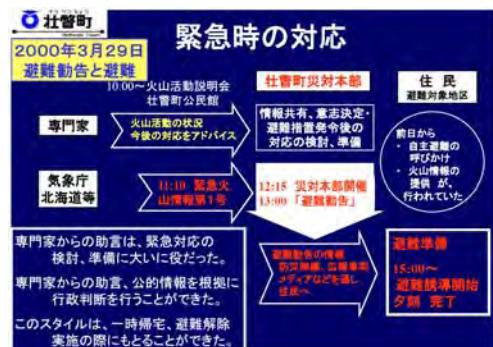 壮瞥町
緊急時の対応
2000年3月29日
避難勧告と避難
10:00～火山活動説明会
壮瞥町公民館
壮瞥町災対本部
住 民
避難対象地区
専門家
火山活動の状況
今後の対応をアドバイス
情報共有、意志決定・
避難措置発令後の
対応の検討、準備
前日から
・ 自主避難の
呼びかけ
・ 火山情報の
提供 が、
行われていた
気象庁
北海道等
11:10 緊急火
山情報第1号
12:15 災対本部開催
13:00 「避難勧告」
専門家からの助言は、緊急対応の
検討、準備に大いに役だった。
専門家からの助言、公的情報を根拠に
行政判断を行うことができた。
このスタイルは、一時帰宅、避難解除
実施の際にもとることができた。
避難勧告の情報
防災無線、広報車両
メディアなどを通し
住民へ
避難準備
15:00～
避難誘導開始
夕刻 完了